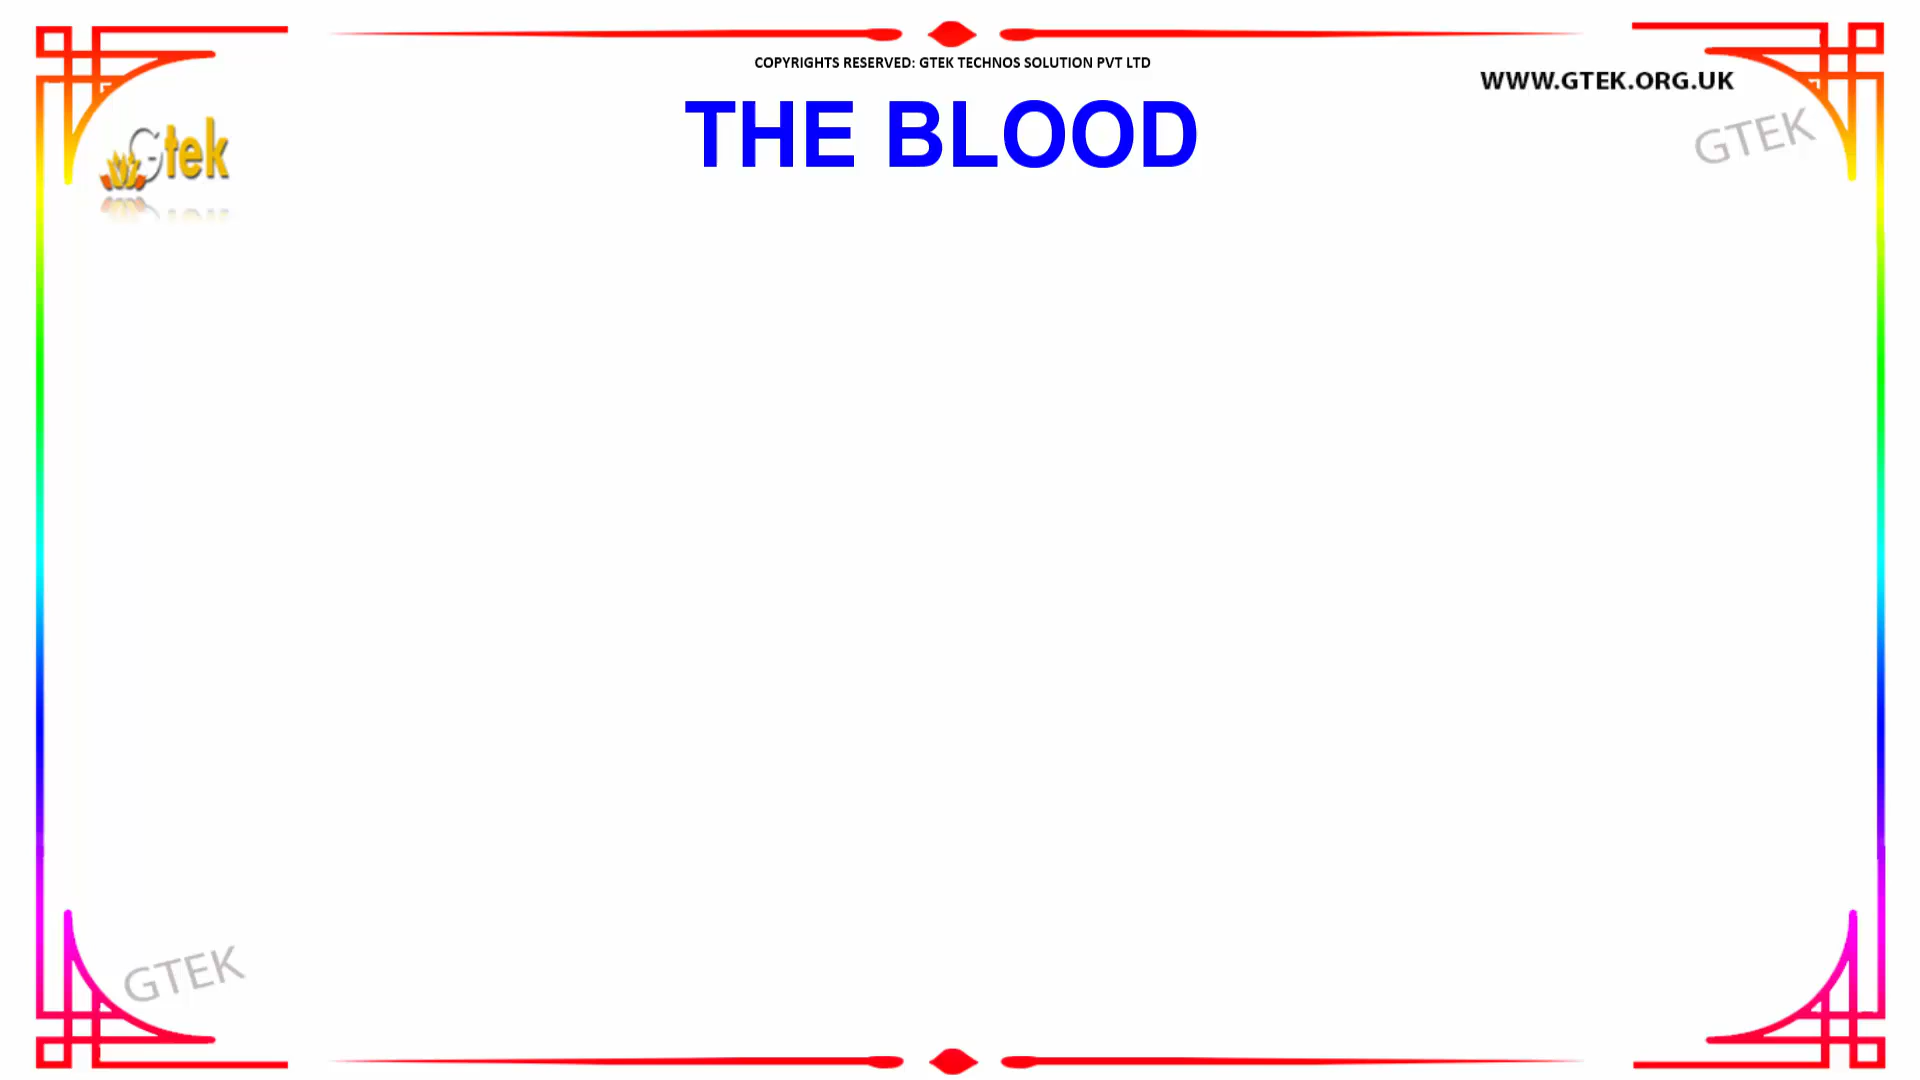 COPYRIGHTS RESERVED: GTEK TECHNOS SOLUTION PVT LTD
WWW.GTEK.ORG.UK
THE BLOOD
Gtek
GTEK
GTEK